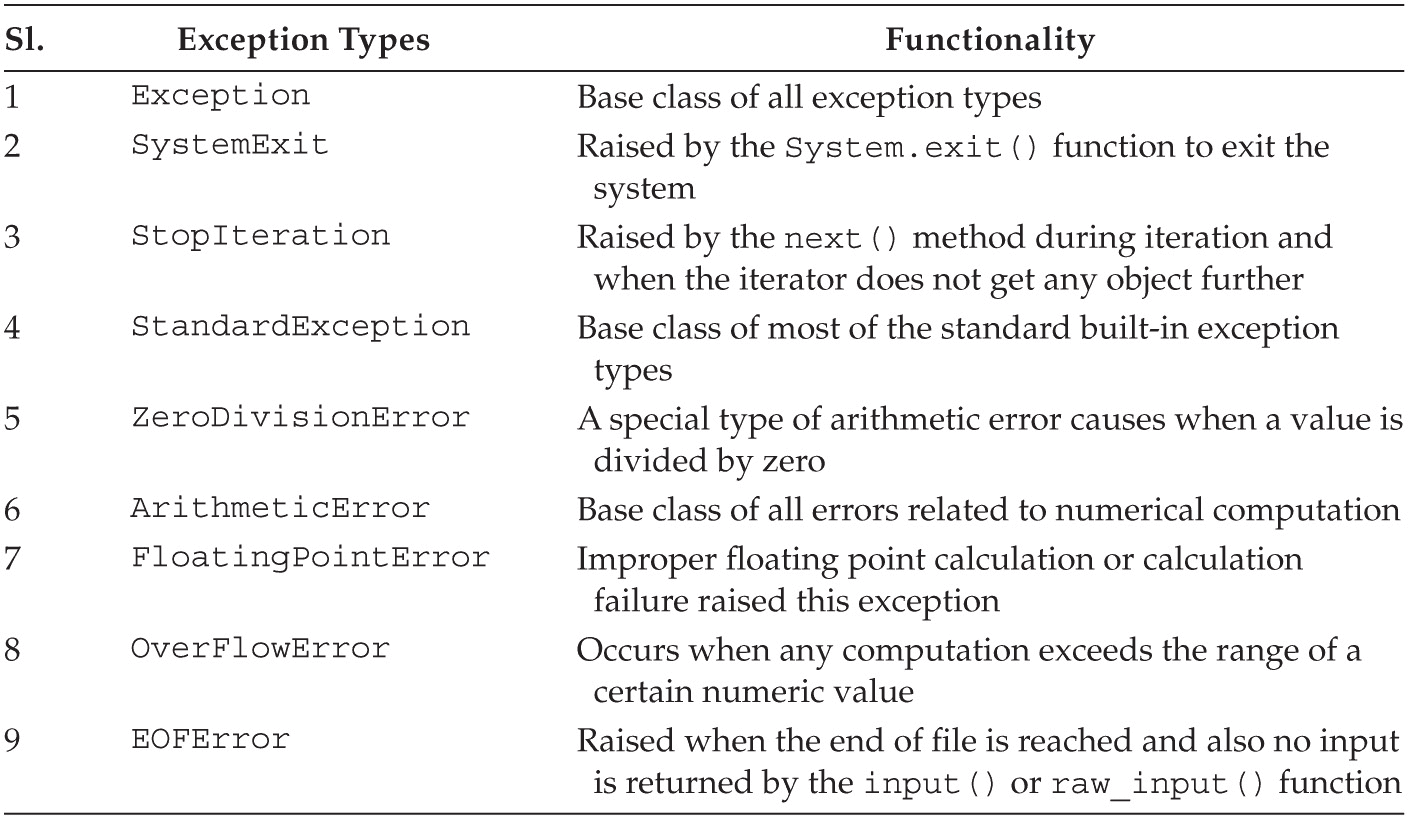 Sl. Exception Types Functionality
1 Exception Base class of all exception types
2 SystemExit Raised by the System.exit() function to exit the
system
3 StopIteration Raised by the next() method during iteration and
when the iterator does not get any object further
4 StandardException Base class of most of the standard built-in exception
types
5 ZeroDivisionError A special type of arithmetic error causes when a value is
divided by zero
6 ArithmeticError Base class of all errors related to numerical computation
7 FloatingPointError Improper floating point calculation or calculation
failure raised this exception
8 OverFlowError Occurs when any computation exceeds the range of a
certain numeric value
9 EOFError Raised when the end of file is reached and also no input
is returned by the input() or raw_input() function